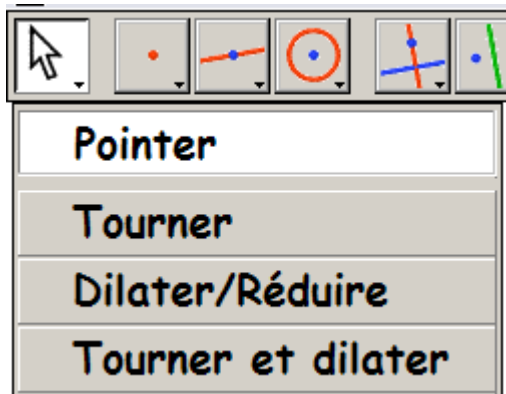 Pointer
Tourner
Dilater/Réduire
Tourner et dilater